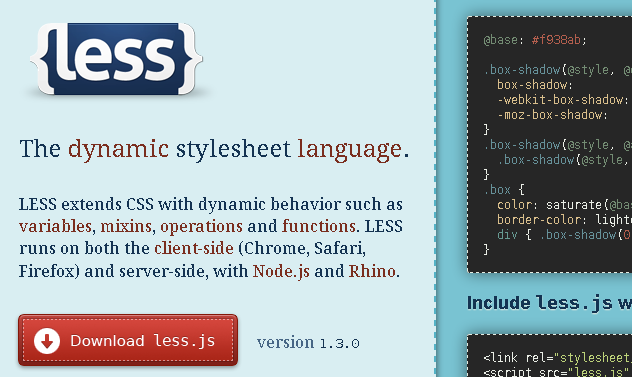 {less}
The dynamic stylesheet language.
LESS extends CSS with dynamic behavior such as
variables, mixins, operations and functions. LESS
runs on both the client-side (Chrome, Safari,
Firefox) and server-side, with Node.js and Rhino.
Download less.js
version 1.3.0
@base: #f938ab;
.box-shadow(@style, 
box-shadow:
-webkit-box-shadow:
-moz-box-shadow:
}
.box-shadow(@style, 
.box-shadow(@style,
}
.box {
color: saturate(@bas
border-color: light
div { .box-shadow(0
}
Include less.js w
<link rel="stylesheet,
<script src="less.js"